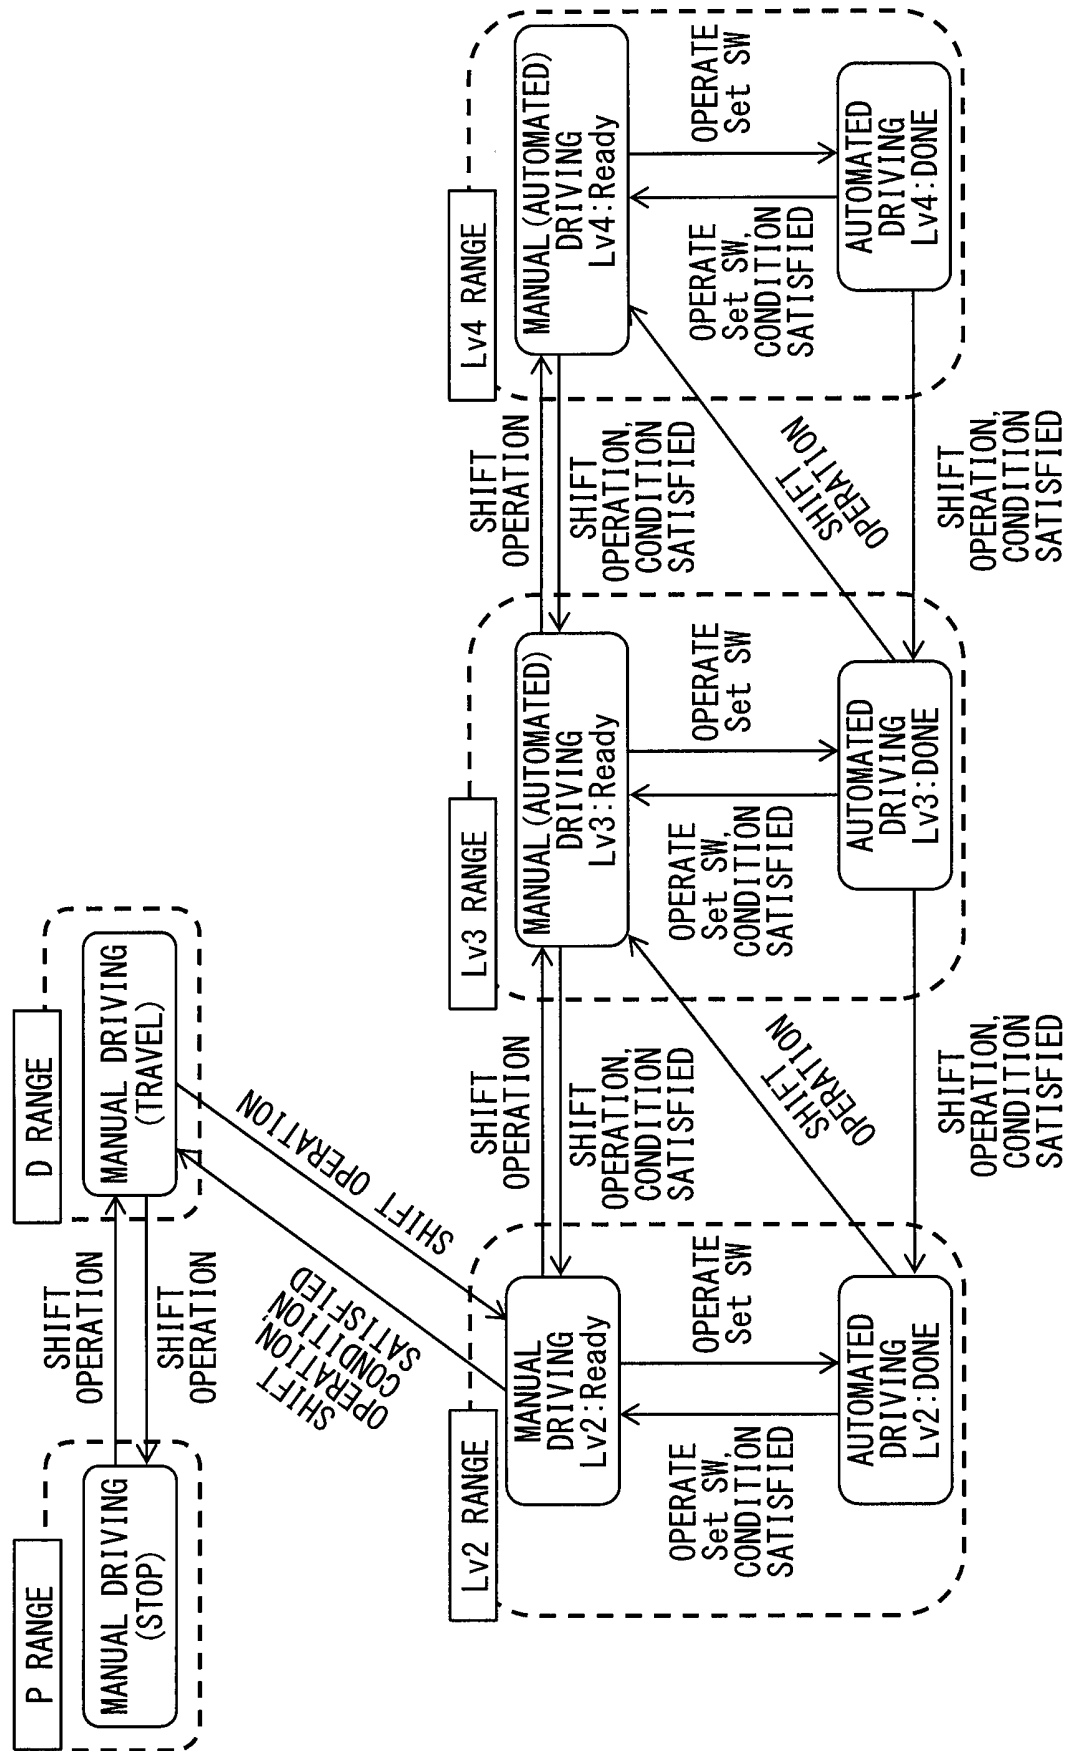 P RANGE
MANUAL DRIVING
(STOP)
SHIFT
OPERATION
SHIFT
OPERATION
D RANGE
MANUAL DRIVING
(TRAVEL)
SHIFT OPERATION
SHIFT
OPERATION,
CONDITION
SATISFIED
Lv2 RANGE
MANUAL
DRIVING
Lv2:Ready
OPERATE
Set SW,
CONDITION
SATISFIED
OPERATE
Set SW
AUTOMATED
DRIVING
Lv2:DONE
SHIFT
OPERATION
SHIFT
OPERATION,
CONDITION
SATISFIED
SHIFT
OPERATION
SHIFT
OPERATION,
CONDITION
SATISFIED
Lv3 RANGE
MANUAL(AUTOMATED)
DRIVING
Lv3:Ready
OPERATE
Set SW,
CONDITION
SATISFIED
OPERATE
Set SW
AUTOMATED
DRIVING
Lv3:DONE
SHIFT
OPERATION
SHIFT
OPERATION,
CONDITION
SATISFIED
SHIFT
OPERATION
SHIFT
OPERATION,
CONDITION
SATISFIED
Lv4 RANGE
MANUAL(AUTOMATED)
DRIVING
Lv4:Ready
OPERATE
Set SW,
CONDITION
SATISFIED
OPERATE
Set SW
AUTOMATED
DRIVING
Lv4:DONE